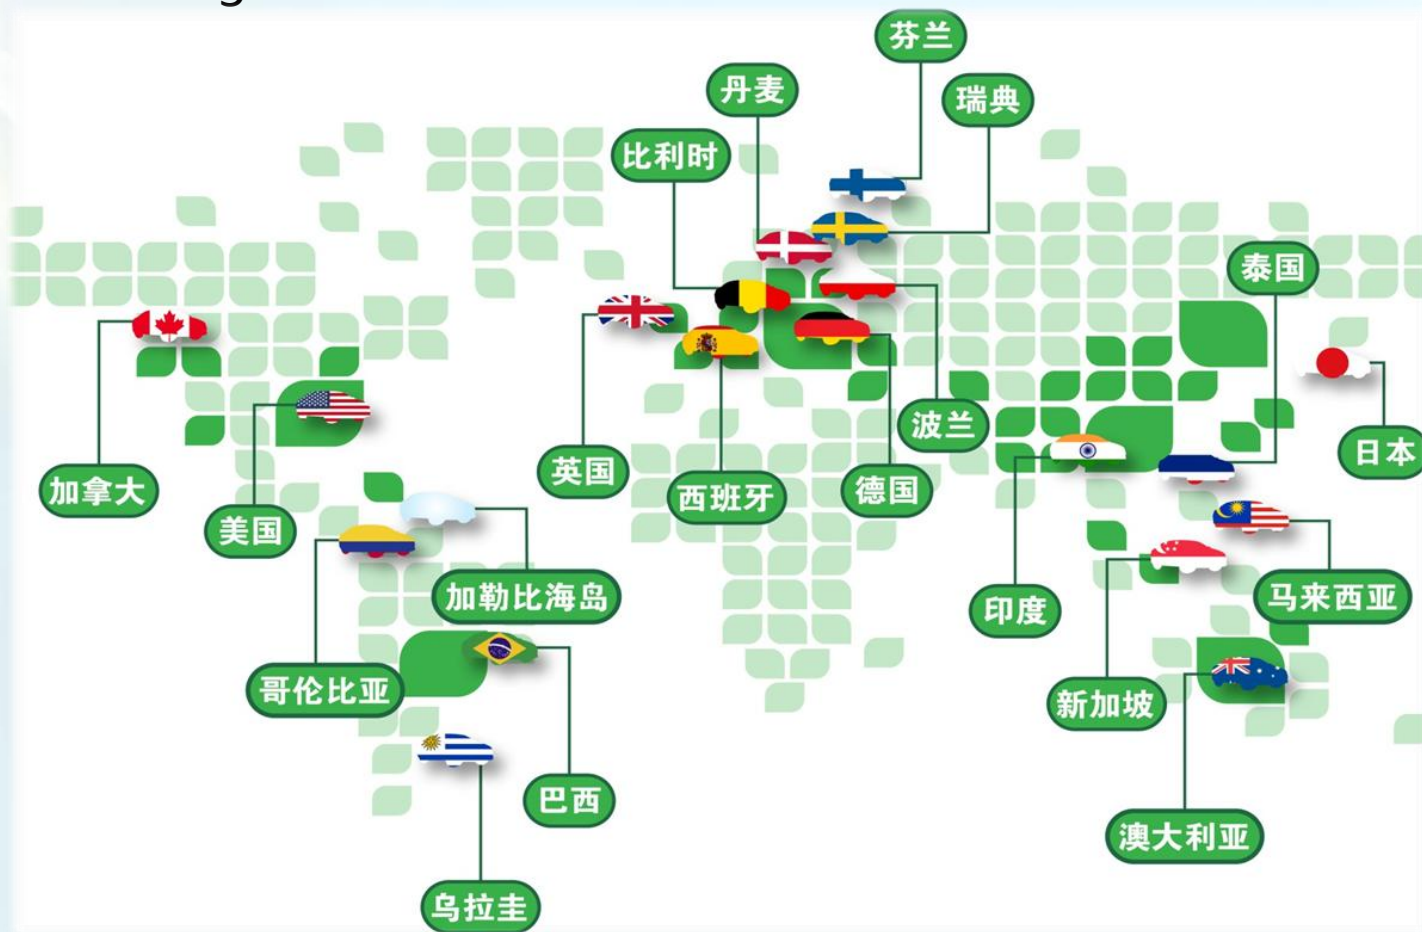 芬兰
丹麦
瑞典
比利时
泰国
波兰
日本
英国
加拿大
西班牙
德国
美国
加勒比海岛
印度
马来西亚
哥伦比亚
新加坡
巴西
澳大利亚
乌拉圭